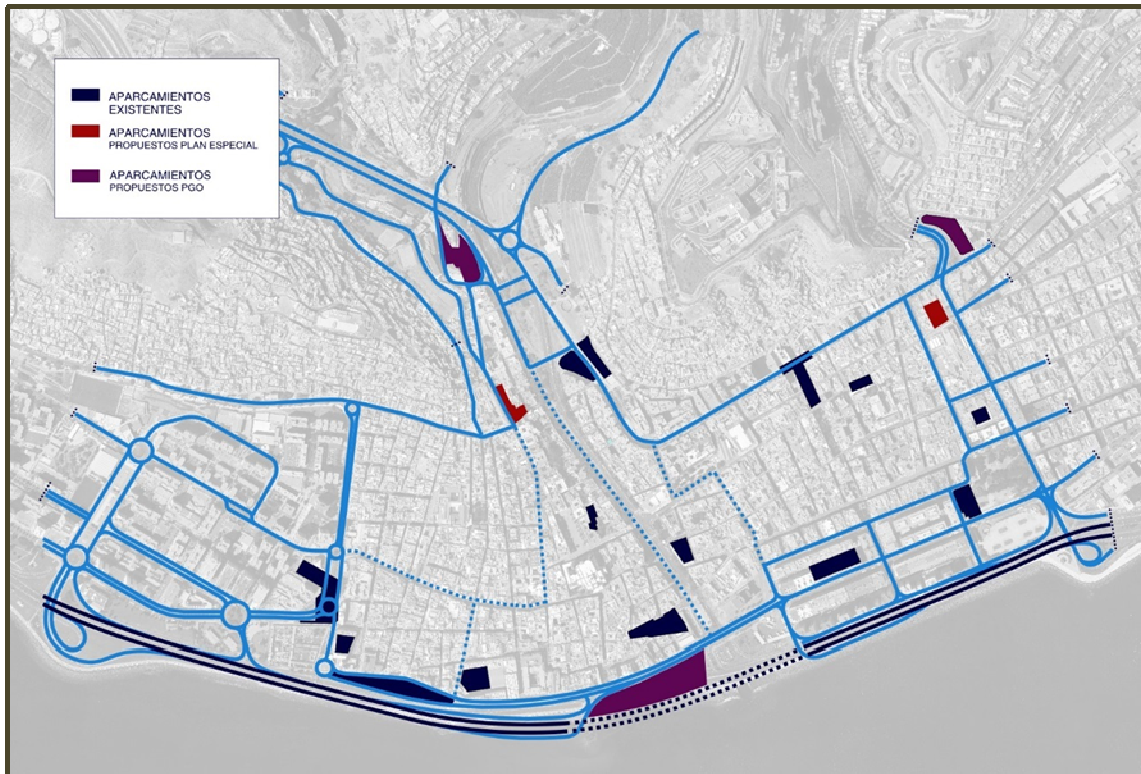 APARCAMIENTOS
EXISTENTES
APARCAMIENTOS
PROPUESTOS PLAN ESPECIAL
APARCAMIENTOS
PROPUESTOS PGO